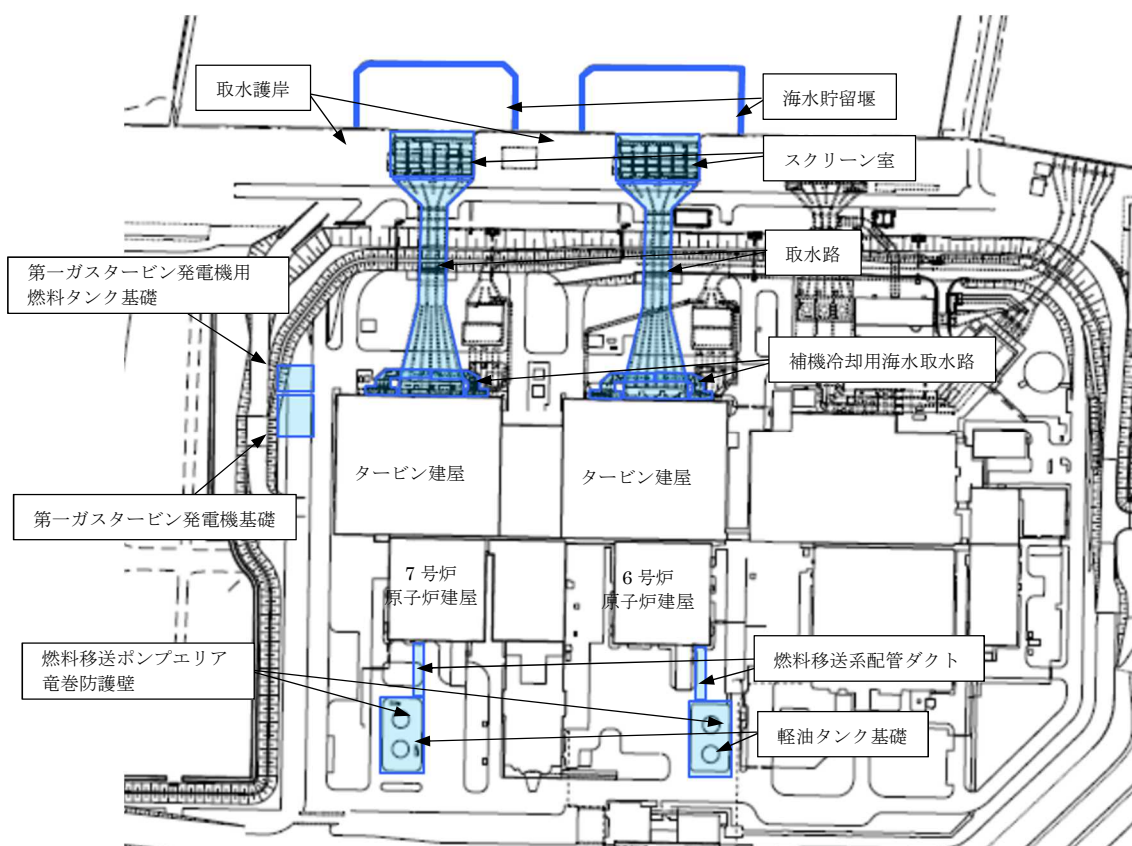 取水護岸
海水貯留堰
スクリーン室
取水路
第一ガスタービン発電機用
燃料タンク基礎
補機冷却用海水取水路
タービン建屋
タービン建屋
第一ガスタービン発電機基礎
7 号炉
原子炉建屋
6 号炉
原子炉建屋
燃料移送ポンプエリア
竜巻防護壁
燃料移送系配管ダクト
軽油タンク基礎